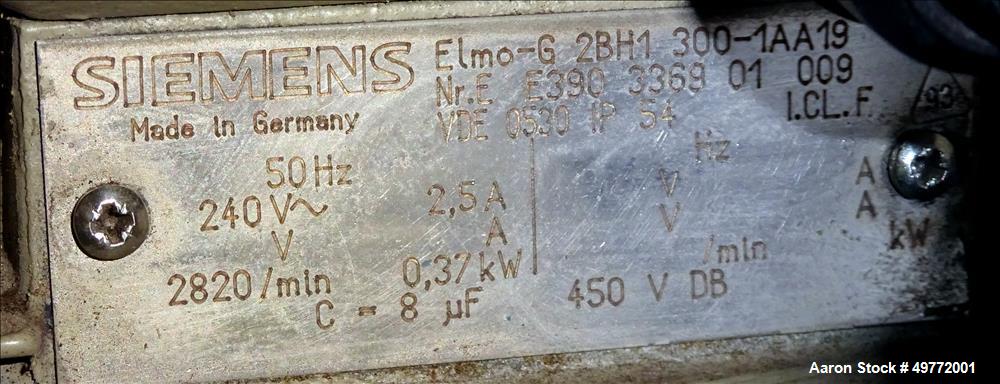 SIEMENS
Elmo-G 2BH1 300-1AA19
Nr.E E390 3369 01 009
Made in Germany
VDE 0530 IP 54
I.CL.F.
93
50 Hz
240 V~ 2,5 A
V A
2820/min 0,37 kW
C = 8 µF
Hz
V A
V A
/min kW
450 V DB
Aaron Stock # 49772001